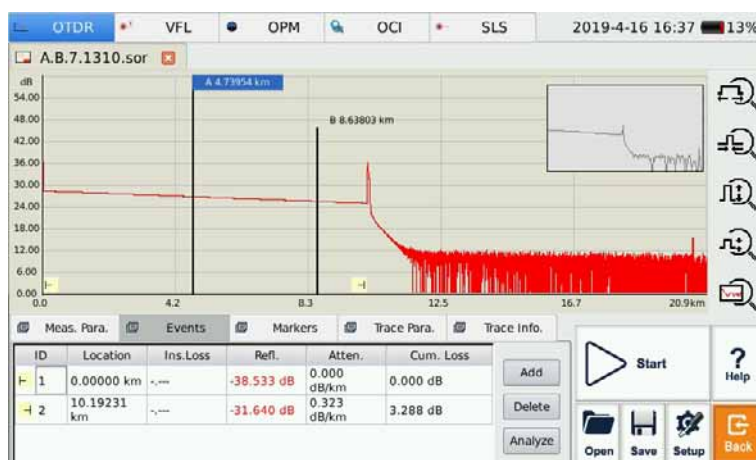 OTDR VFL OPM OCI SLS 2019-4-16 16:37 13%
A.B.7.1310.sor
dB
54.00
48.00
42.00
36.00
30.00
24.00
18.00
12.00
6.00
0.00
A 4.73954 km
B 8.63803 km
0.0 4.2 8.3 12.5 16.7 20.9km
Meas. Para. Events Markers Trace Para. Trace Info.
ID Location Ins.Loss Refl. Atten. Cum. Loss
1 0.00000 km -.--- -38.533 dB 0.000 dB/km 0.000 dB
2 10.19231 km -.--- -31.640 dB 0.323 dB/km 3.288 dB
Add
Delete
Analyze
Start
?
Help
Open Save Setup Back